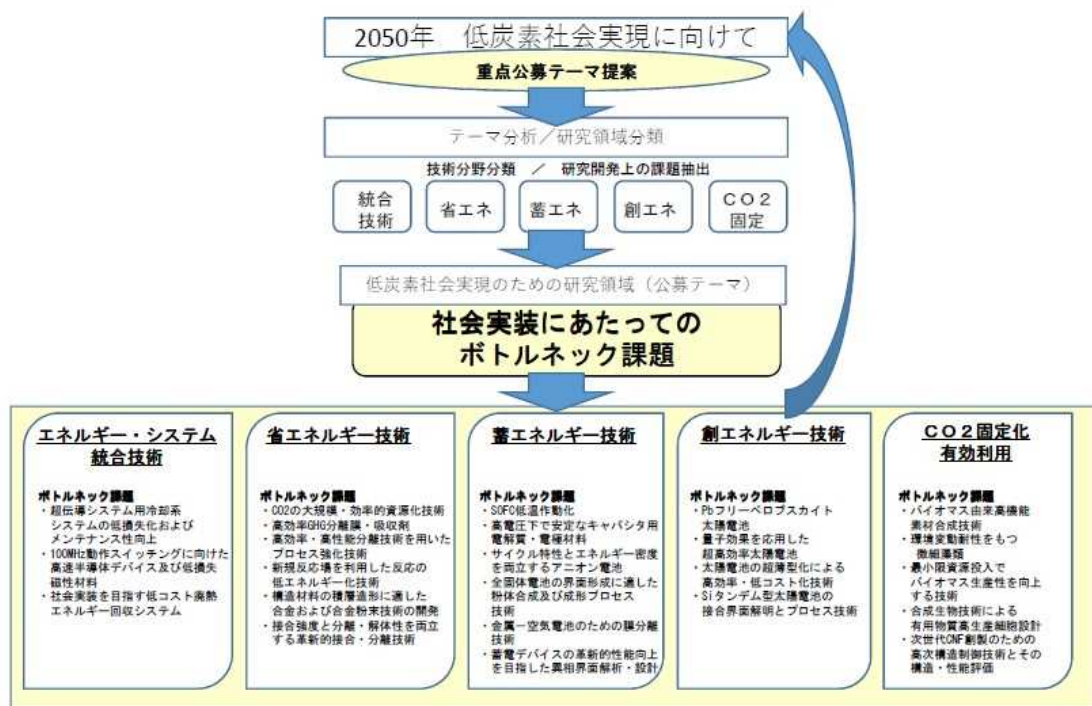 2050年 低炭素社会実現に向けて
重点公募テーマ提案
テーマ分析／研究領域分類
技術分野分類 ／ 研究開発上の課題抽出
統合
技術
省エネ
蓄エネ
創エネ
ＣＯ２
固定
低炭素社会実現のための研究領域（公募テーマ）
社会実装にあたっての
ボトルネック課題
エネルギー・システム
統合技術
ボトルネック課題
・超伝導システム用冷却系
システムの低損失化および
メンテナンス性向上
・100MHz動作スイッチングに向けた
高速半導体デバイス及び低損失
磁性材料
・社会実装を目指す低コスト廃熱
エネルギー回収システム
省エネルギー技術
ボトルネック課題
・CO2の大規模・効率的資源化技術
・高効率GHG分離膜・吸収剤
・高効率・高性能分離技術を用いた
プロセス強化技術
・新規反応場を利用した反応の
低エネルギー化技術
・構造材料の積層造形に適した
合金および合金粉末技術の開発
・接合強度と分離・解体性を両立
する革新的接合・分離技術
蓄エネルギー技術
ボトルネック課題
・SOFC低温作動化
・高電圧下で安定なキャパシタ用
電解質・電極材料
・サイクル特性とエネルギー密度
を両立するアニオン電池
・全固体電池の界面形成に適した
粉体合成及び成形プロセス
技術
・金属－空気電池のための膜分離
技術
・蓄電デバイスの革新的性能向上
を目指した異相界面解析・設計
創エネルギー技術
ボトルネック課題
・Pbフリーペロブスカイト
太陽電池
・量子効果を応用した
超高効率太陽電池
・太陽電池の超薄型化による
高効率・低コスト化技術
・Siタンデム型太陽電池の
接合界面解明とプロセス技術
ＣＯ２固定化
有効利用
ボトルネック課題
・バイオマス由来高機能
素材合成技術
・環境変動耐性をもつ
微細藻類
・最小限資源投入で
バイオマス生産性を向上
する技術
・合成生物技術による
有用物質高生産細胞設計
・次世代CNF創製のための
高次構造制御技術とその
構造・性能評価